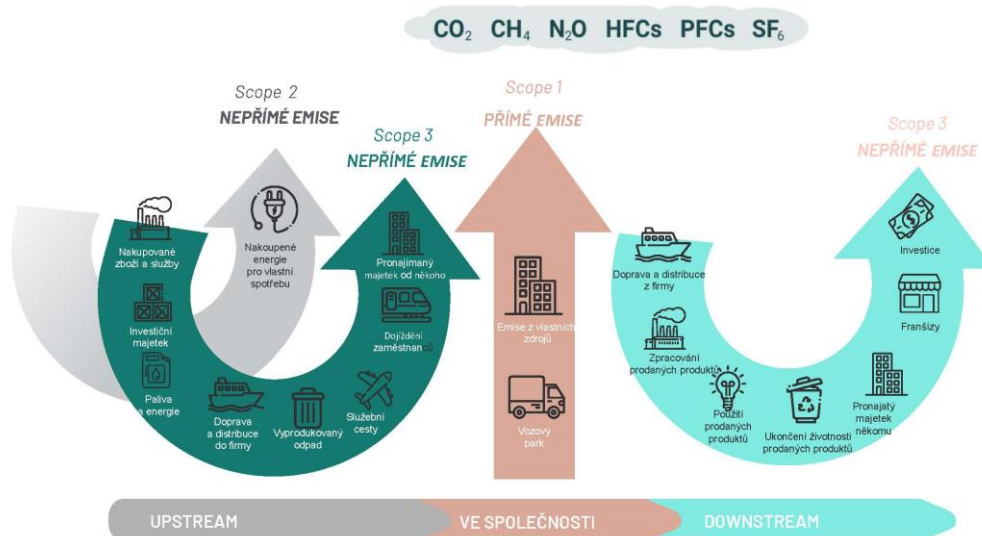 CO₂ CH₄ N₂O HFCs PFCs SF₆
Scope 2
NEPŘÍMÉ EMISE
Scope 3
NEPŘÍMÉ EMISE
Scope 1
PŘÍMÉ EMISE
Scope 3
NEPŘÍMÉ EMISE
Nakupované
zboží a služby
Investiční
majetek
Paliva
a energie
Doprava
a distribuce
do firmy
Vyprodukovaný
odpad
Služební
cesty
Dojíždění
zaměstnanců
Pronajímaný
majetek od někoho
Nakoupené
energie
pro vlastní
spotřebu
Emise z vlastních
zdrojů
Vozový
park
Doprava a distribuce
z firmy
Zpracování
prodaných produktů
Použití
prodaných
produktů
Ukončení životnosti
prodaných produktů
Pronajatý
majetek
někomu
Franšízy
Investice
UPSTREAM
VE SPOLEČNOSTI
DOWNSTREAM